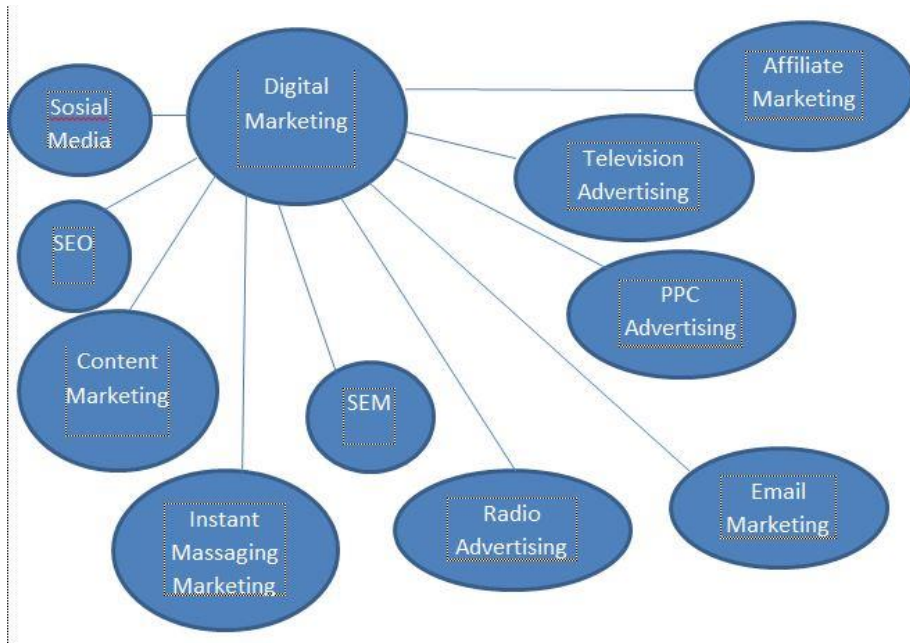 Digital
Marketing
Affiliate
Marketing
Sosial
Media
Television
Advertising
SEO
PPC
Advertising
Content
Marketing
SEM
Instant
Massaging
Marketing
Radio
Advertising
Email
Marketing